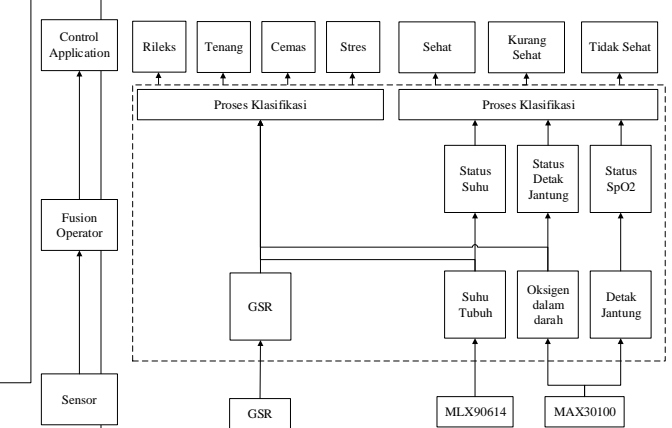 Control
Application
Rileks
Tenang
Cemas
Stres
Sehat
Kurang
Sehat
Tidak Sehat
Proses Klasifikasi
Proses Klasifikasi
Status
Suhu
Status
Detak
Jantung
Status
SpO2
Fusion
Operator
GSR
Suhu
Tubuh
Oksigen
dalam
darah
Detak
Jantung
Sensor
GSR
MLX90614
MAX30100